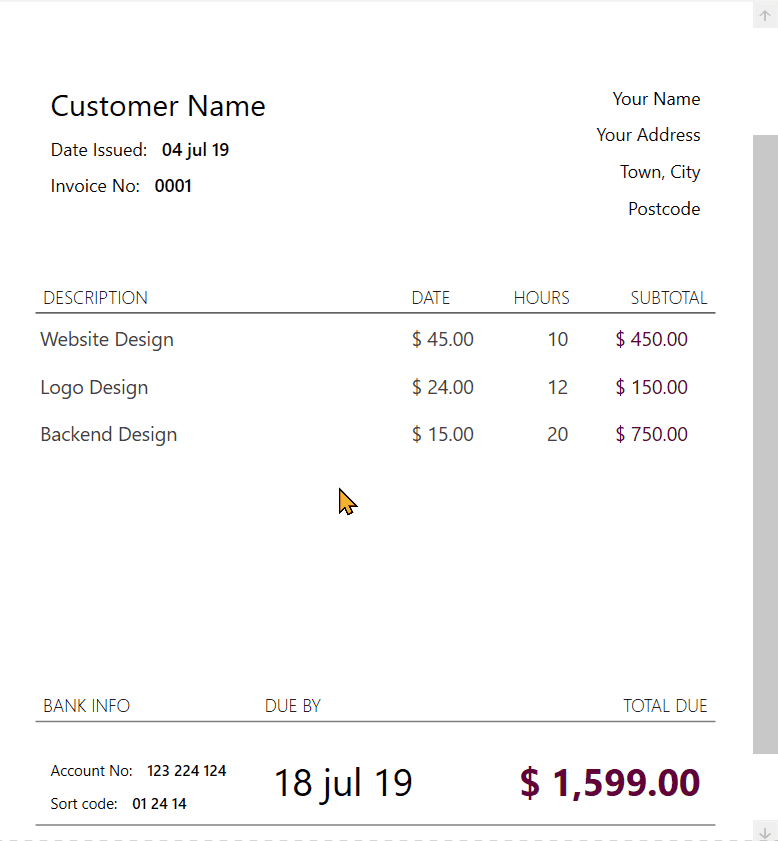 Customer Name
Date Issued: 04 jul 19
Invoice No: 0001
Your Name
Your Address
Town, City
Postcode
DESCRIPTION DATE HOURS SUBTOTAL
Website Design $ 45.00 10 $ 450.00
Logo Design $ 24.00 12 $ 150.00
Backend Design $ 15.00 20 $ 750.00
BANK INFO DUE BY TOTAL DUE
Account No: 123 224 124
Sort code: 01 24 14
18 jul 19
$ 1,599.00